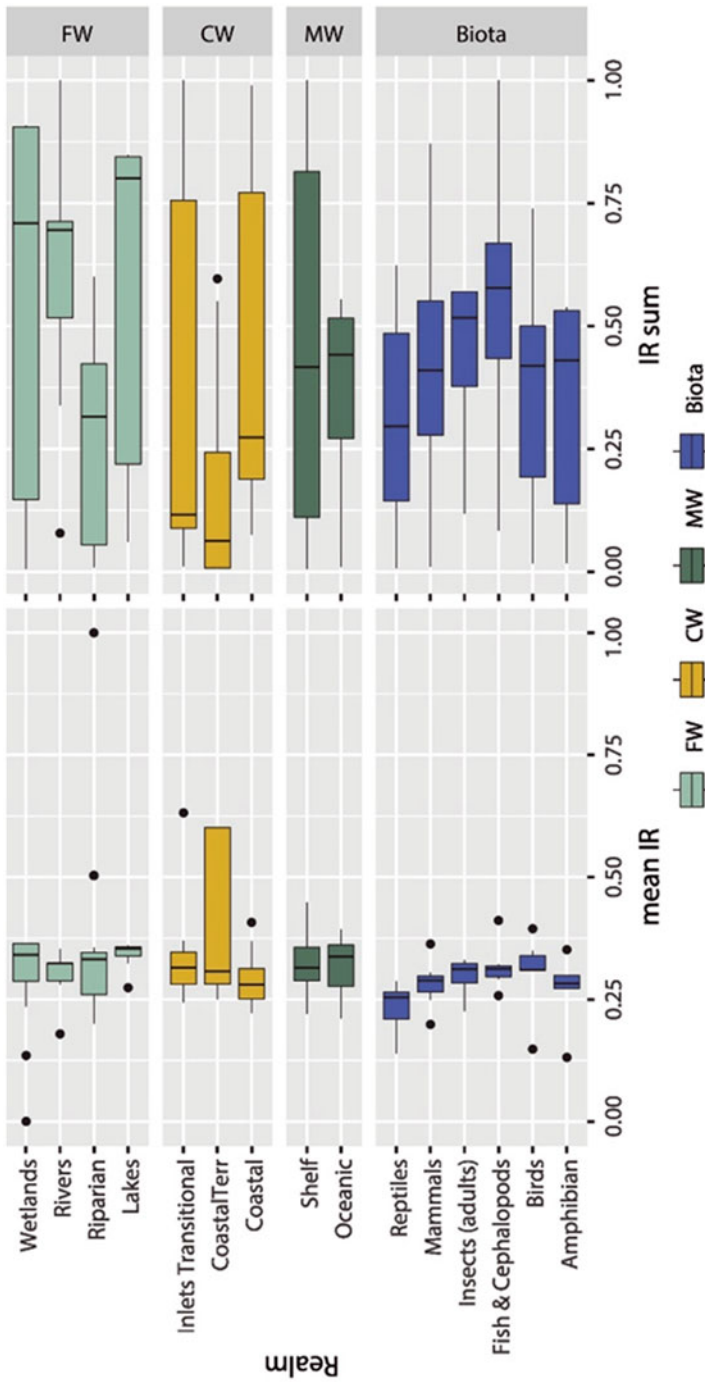 FW
CW
MW
Biota
Wetlands
Rivers
Riparian
Lakes
Inlets Transitional
CoastalTerr
Coastal
Shelf
Oceanic
Reptiles
Mammals
Insects (adults)
Fish & Cephalopods
Birds
Amphibian
Realm
0.00
0.25
0.50
0.75
1.00
mean IR
0.00
0.25
0.50
0.75
1.00
IR sum
FW
CW
MW
Biota